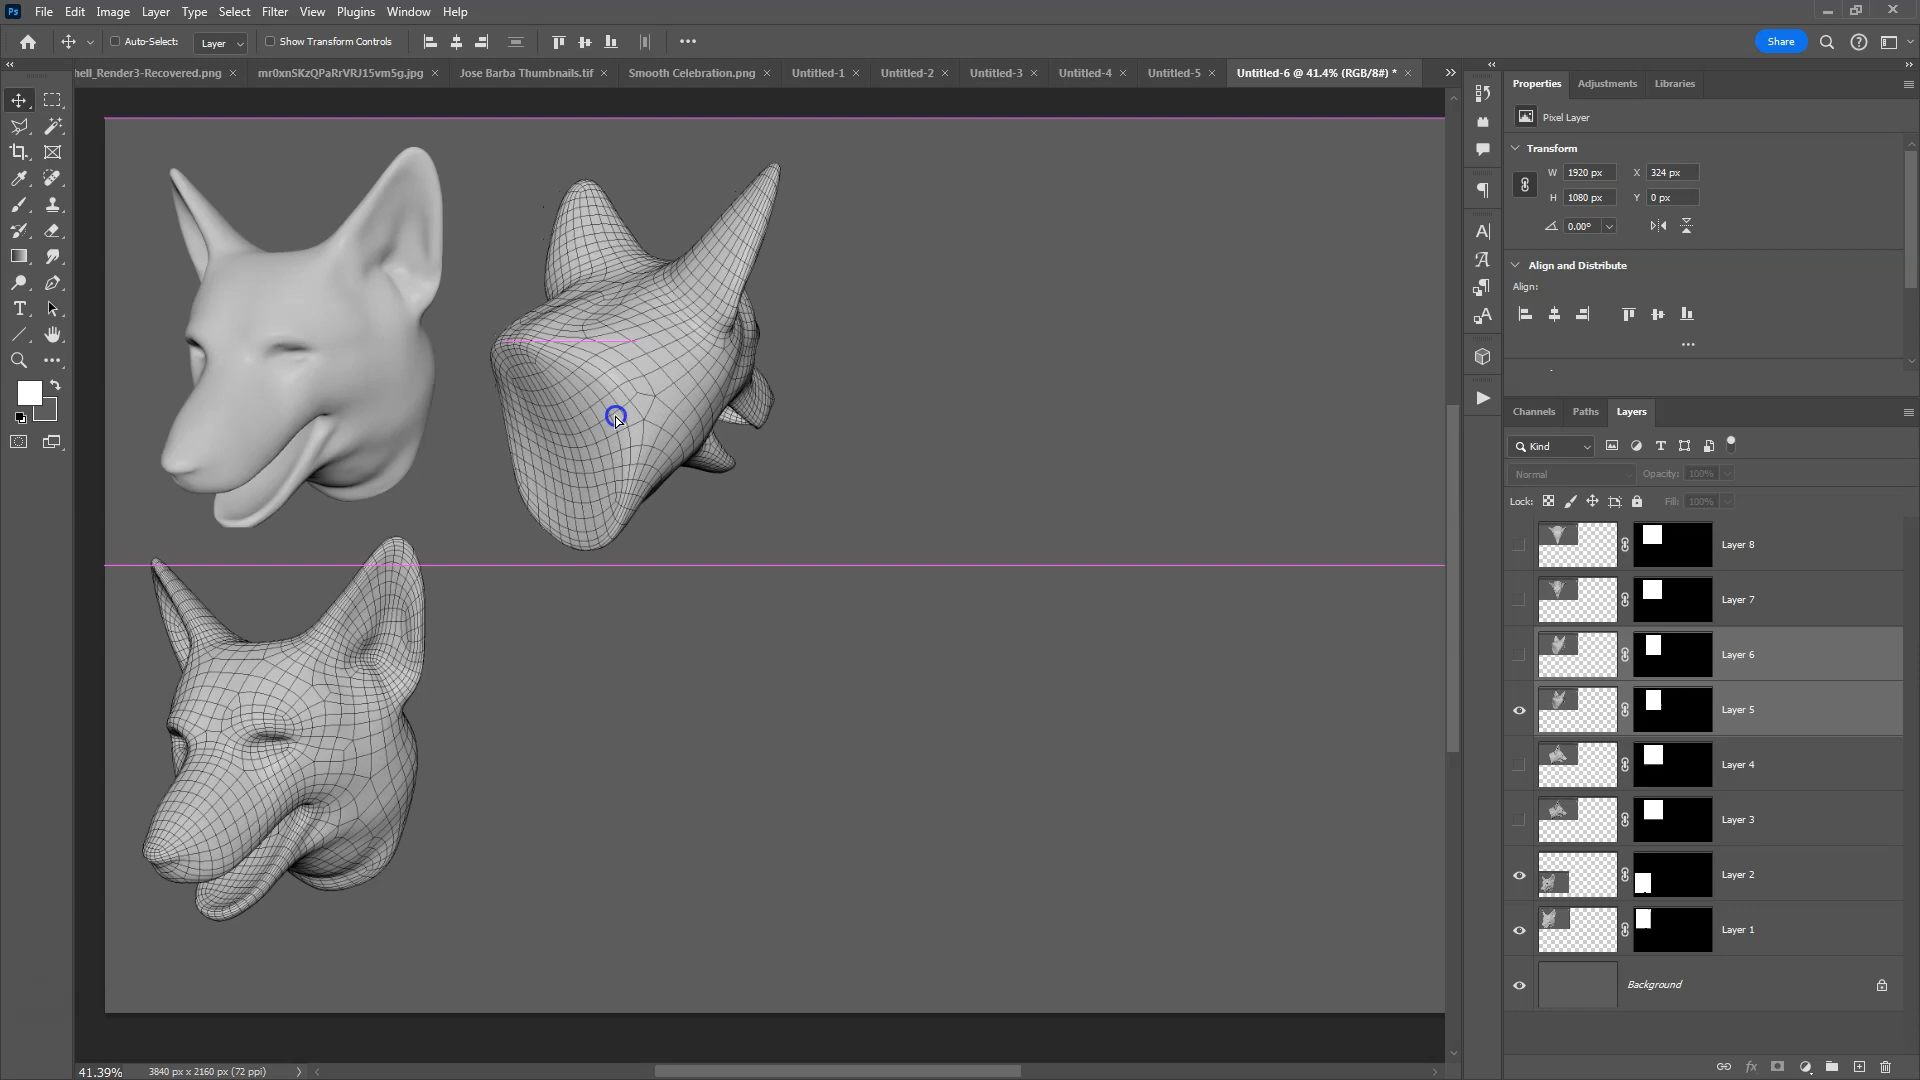 Ps File Edit Image Layer Type Select Filter View Plugins Window Help
Auto-Select: Layer Show Transform Controls ••• Share
hell_Render3-Recovered.png × mr0xnSKzQPaRrVRJ15vm5g.jpg × Jose Barba Thumbnails.tif × Smooth Celebration.png × Untitled-1 × Untitled-2 × Untitled-3 × Untitled-4 × Untitled-5 × Untitled-6 @ 41.4% (RGB/8#) * ×
Properties Adjustments Libraries
Pixel Layer
Transform
W 1920 px X 324 px
H 1080 px Y 0 px
0.00°
Align and Distribute
Align:
Channels Paths Layers
Kind
Normal Opacity: 100%
Lock: Fill: 100%
Layer 8
Layer 7
Layer 6
Layer 5
Layer 4
Layer 3
Layer 2
Layer 1
Background
41.39% 3840 px x 2160 px (72 ppi)